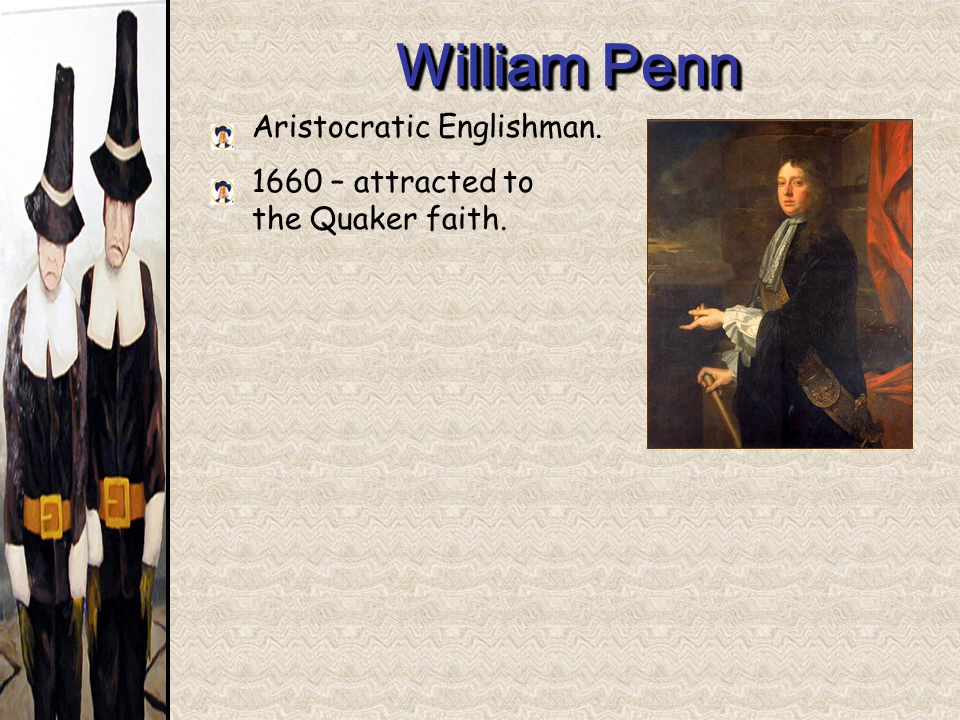 William Penn
Aristocratic Englishman.
1660 – attracted to
the Quaker faith.